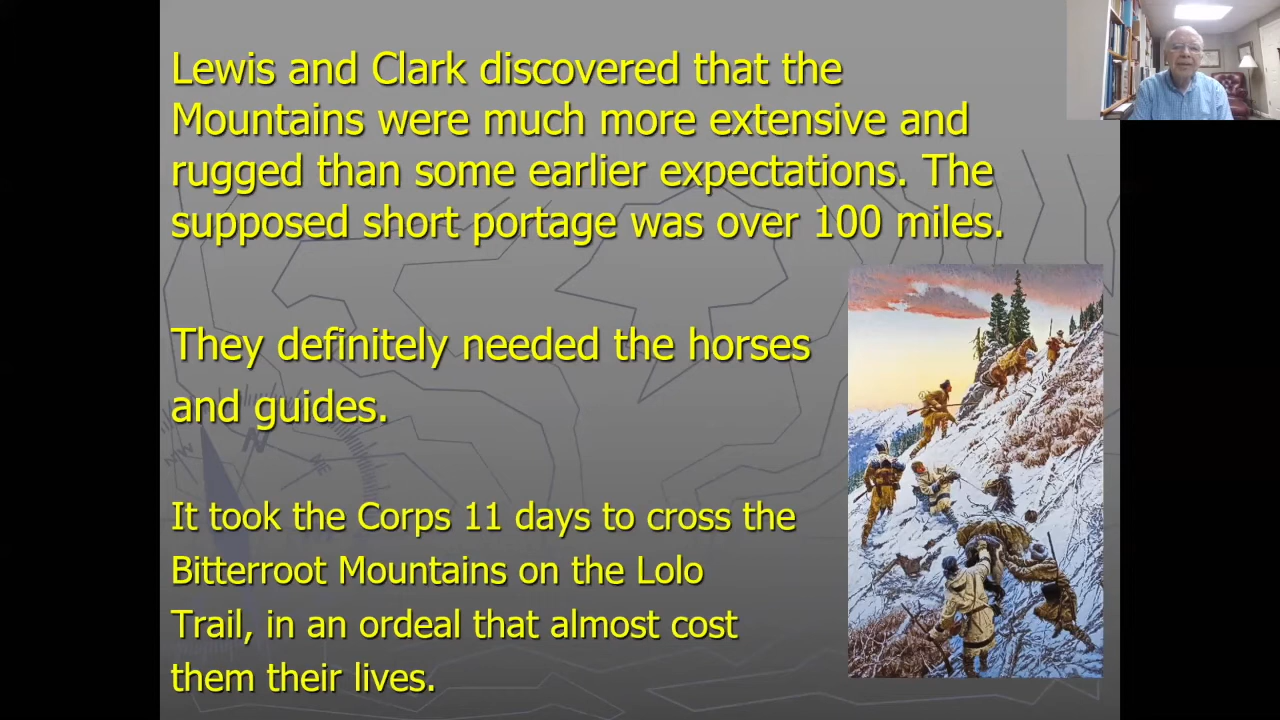 Lewis and Clark discovered that the
Mountains were much more extensive and
rugged than some earlier expectations. The
supposed short portage was over 100 miles.
They definitely needed the horses
and guides.
It took the Corps 11 days to cross the
Bitterroot Mountains on the Lolo
Trail, in an ordeal that almost cost
them their lives.
NW
N
NE